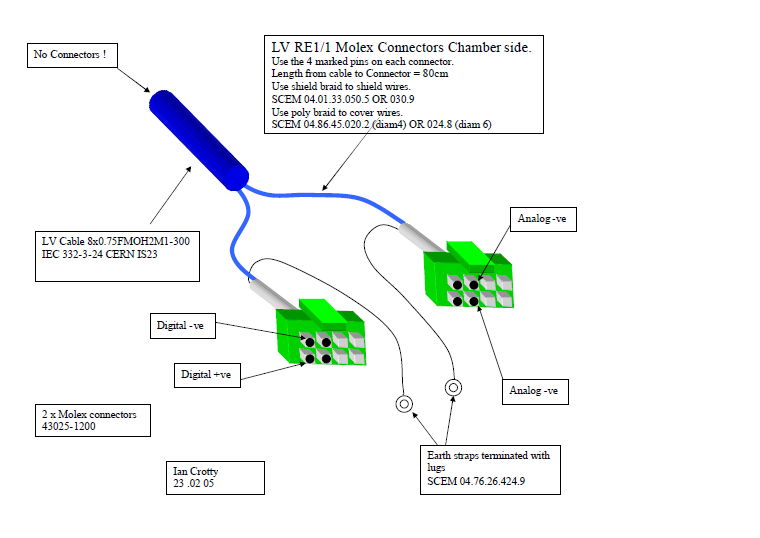 No Connectors !
LV RE1/1 Molex Connectors Chamber side.
Use the 4 marked pins on each connector.
Length from cable to Connector = 80cm
Use shield braid to shield wires.
SCEM 04.01.33.050.5 OR 030.9
Use poly braid to cover wires.
SCEM 04.86.45.020.2 (diam4) OR 024.8 (diam 6)
Analog -ve
LV Cable 8x0.75FMOH2M1-300
IEC 332-3-24 CERN IS23
Digital -ve
Digital +ve
Analog -ve
2 x Molex connectors
43025-1200
Earth straps terminated with
lugs
SCEM 04.76.26.424.9
Ian Crotty
23 .02 05